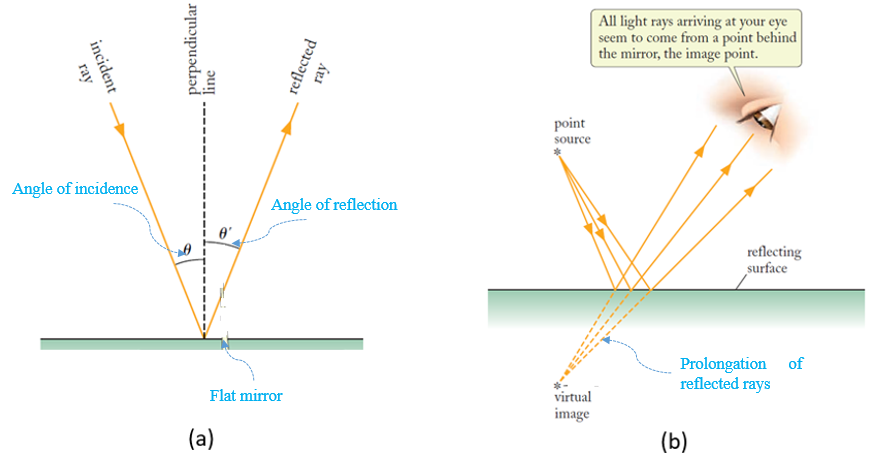 incident
ray
perpendicular
line
reflected
ray
Angle of incidence
Angle of reflection
θ
θ′
Flat mirror
(a)
All light rays arriving at your eye
seem to come from a point behind
the mirror, the image point.
point
source
reflecting
surface
Prolongation of
reflected rays
virtual
image
(b)